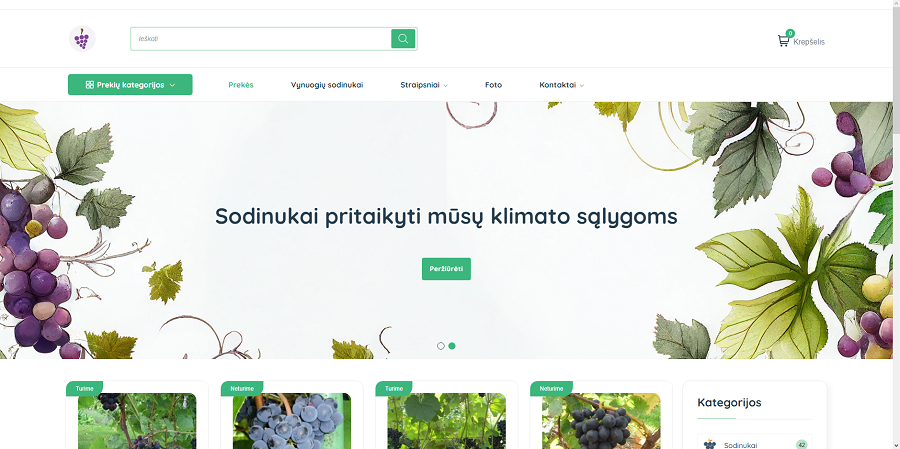 Ieškoti
0
Krepšelis
Prekių kategorijos
Prekės
Vynuogių sodinukai
Straipsniai
Foto
Kontaktai
Sodinukai pritaikyti mūsų klimato sąlygoms
Peržiūrėti
Turime
Neturime
Turime
Neturime
Kategorijos
Sodinukai
42